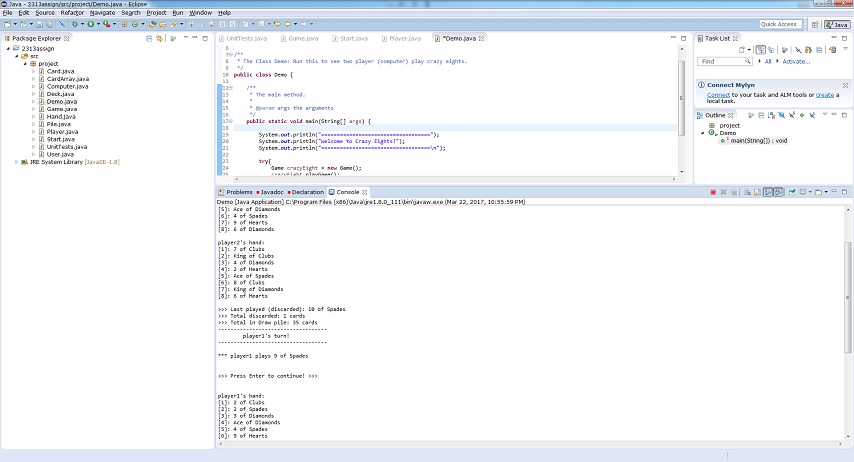 Java - 2313assign/src/project/Demo.java - Eclipse
File Edit Source Refactor Navigate Search Project Run Window Help
Quick Access
Java
Package Explorer
2313assign
src
project
Card.java
CardArray.java
Computer.java
Deck.java
Demo.java
Game.java
Hand.java
Pile.java
Player.java
Start.java
UnitTests.java
User.java
JRE System Library [JavaSE-1.8]
UnitTests.java Game.java Start.java Player.java *Demo.java
6
7 /**
8 * The Class Demo: Run this to see two player (computer) play crazy eights.
9 */
10 public class Demo {
11
12 /**
13 * The main method.
14 *
15 * @param args the arguments
16 */
17 public static void main(String[] args) {
18
19 System.out.println("==================================");
20 System.out.println("Welcome to Crazy Eights!");
21 System.out.println("==================================\n");
22
23 try{
24 Game crazyEight = new Game();
crazyEight.playGame();
Task List
Find
All
Activate...
Connect Mylyn
Connect to your task and ALM tools or create a
local task.
Outline
project
Demo
main(String[]) : void
Problems Javadoc Declaration Console
Demo [Java Application] C:\Program Files (x86)\Java\jre1.8.0_111\bin\javaw.exe (Mar 22, 2017, 10:55:59 PM)
[5]: Ace of Diamonds
[6]: 4 of Spades
[7]: 9 of Hearts
[8]: 6 of Diamonds
player2's hand:
[1]: 7 of Clubs
[2]: King of Clubs
[3]: 4 of Diamonds
[4]: 2 of Hearts
[5]: Ace of Spades
[6]: 8 of Clubs
[7]: King of Diamonds
[8]: 6 of Hearts
>>> Last played (discarded): 10 of Spades
>>> Total discarded: 1 cards
>>> Total in Draw pile: 35 cards
---------------------------------
player1's turn!
---------------------------------
*** player1 plays 9 of Spades
>>> Press Enter to continue! >>>
player1's hand:
[1]: 2 of Clubs
[2]: 2 of Spades
[3]: 3 of Diamonds
[4]: Ace of Diamonds
[5]: 4 of Spades
[6]: 9 of Hearts